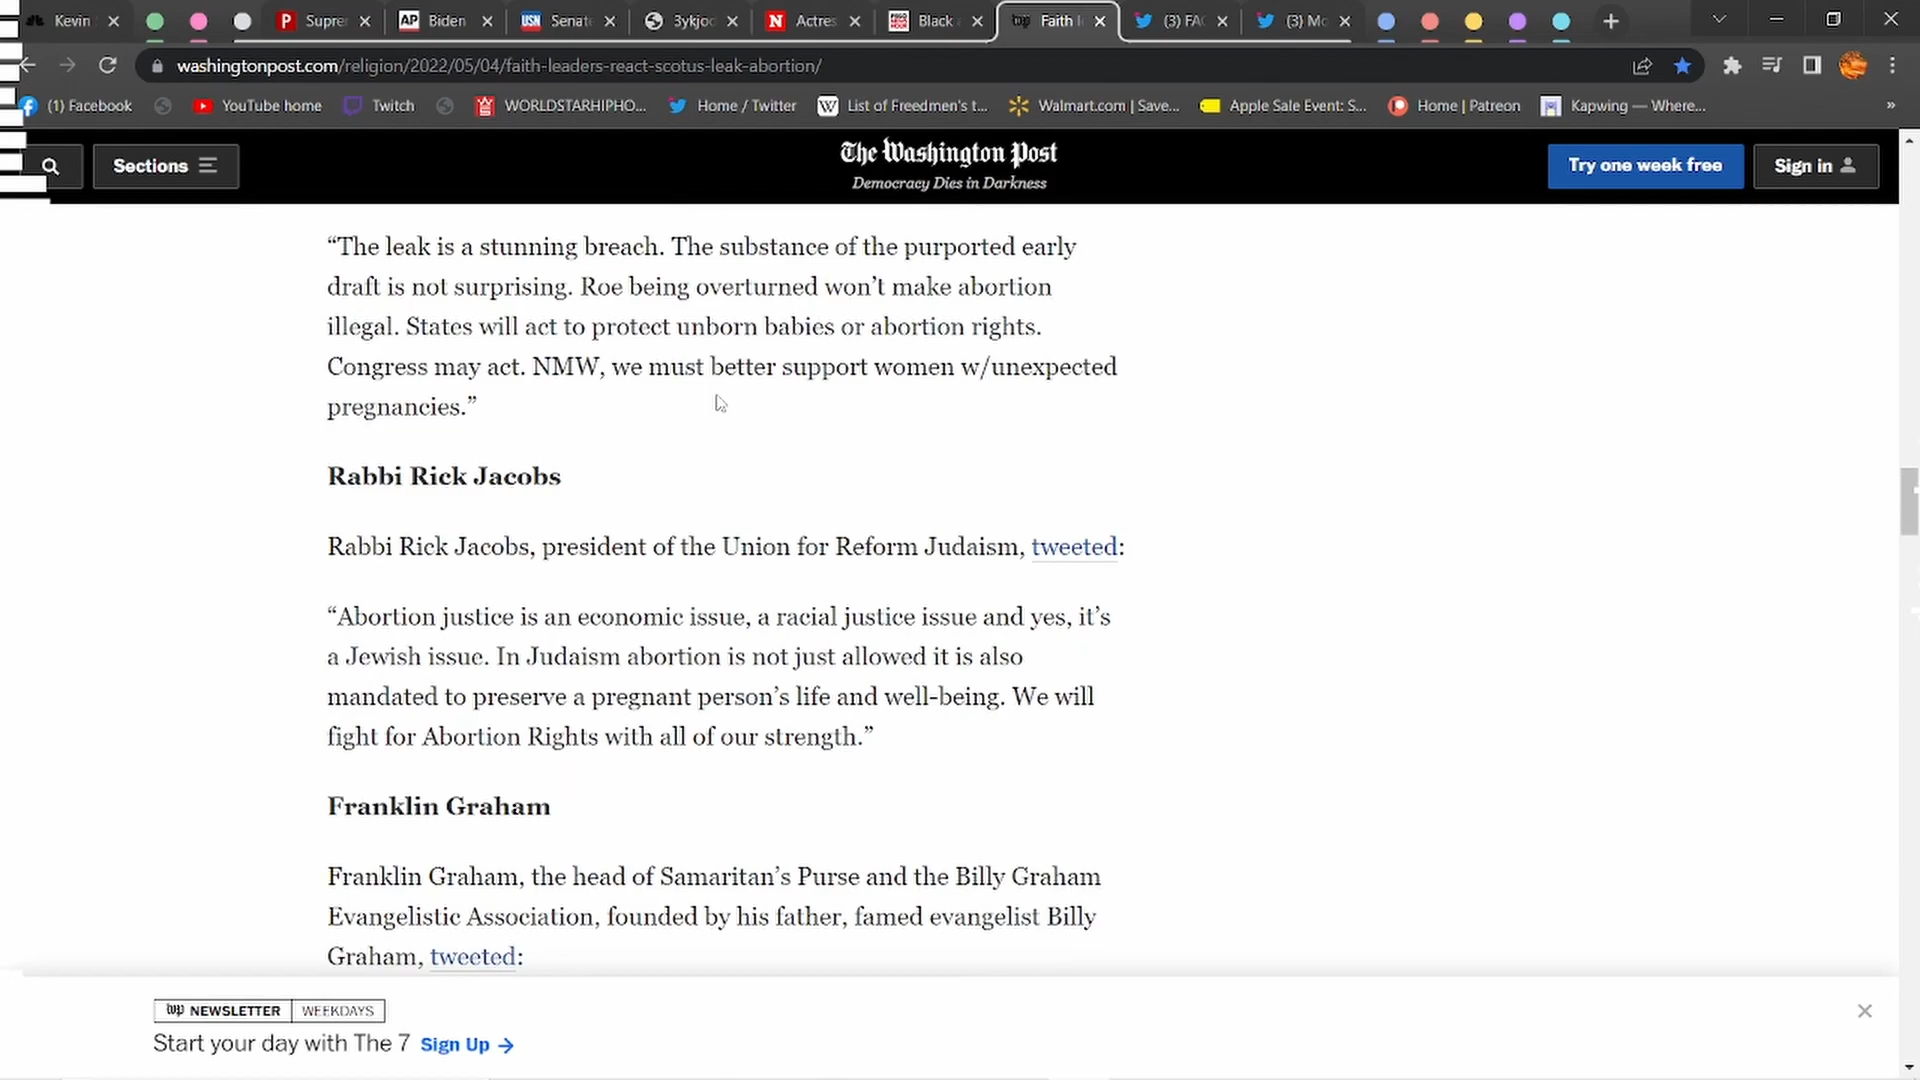 Kevin
Supre
AP Biden
USN Senat
3ykjoc
N Actres
Black
wp Faith l
(3) FA
(3) Mo
washingtonpost.com/religion/2022/05/04/faith-leaders-react-scotus-leak-abortion/
(1) Facebook
YouTube home
Twitch
WORLDSTARHIPHO...
Home / Twitter
W List of Freedmen's t...
Walmart.com | Save...
Apple Sale Event: S...
Home | Patreon
Kapwing — Where...
»
Sections
The Washington Post
Democracy Dies in Darkness
Try one week free
Sign in
“The leak is a stunning breach. The substance of the purported early
draft is not surprising. Roe being overturned won’t make abortion
illegal. States will act to protect unborn babies or abortion rights.
Congress may act. NMW, we must better support women w/unexpected
pregnancies.”
Rabbi Rick Jacobs
Rabbi Rick Jacobs, president of the Union for Reform Judaism, tweeted:
“Abortion justice is an economic issue, a racial justice issue and yes, it’s
a Jewish issue. In Judaism abortion is not just allowed it is also
mandated to preserve a pregnant person’s life and well-being. We will
fight for Abortion Rights with all of our strength.”
Franklin Graham
Franklin Graham, the head of Samaritan’s Purse and the Billy Graham
Evangelistic Association, founded by his father, famed evangelist Billy
Graham, tweeted:
wp NEWSLETTER WEEKDAYS
Start your day with The 7 Sign Up →